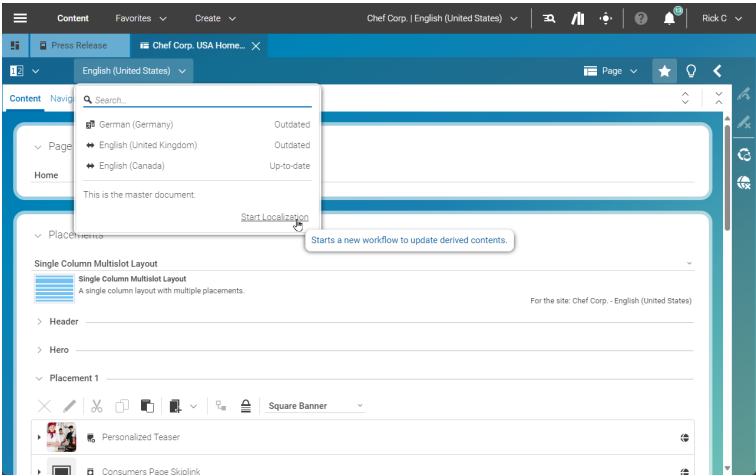 Content Favorites Create Chef Corp. | English (United States) Rick C
Press Release Chef Corp. USA Home...
English (United States) Page
Content Navig
Search...
German (Germany) Outdated
English (United Kingdom) Outdated
English (Canada) Up-to-date
Page
Home
This is the master document.
Start Localization
Starts a new workflow to update derived contents.
Placements
Single Column Multislot Layout
Single Column Multislot Layout
A single column layout with multiple placements.
For the site: Chef Corp. - English (United States)
Header
Hero
Placement 1
Square Banner
Personalized Teaser
Consumers Page Skiplink